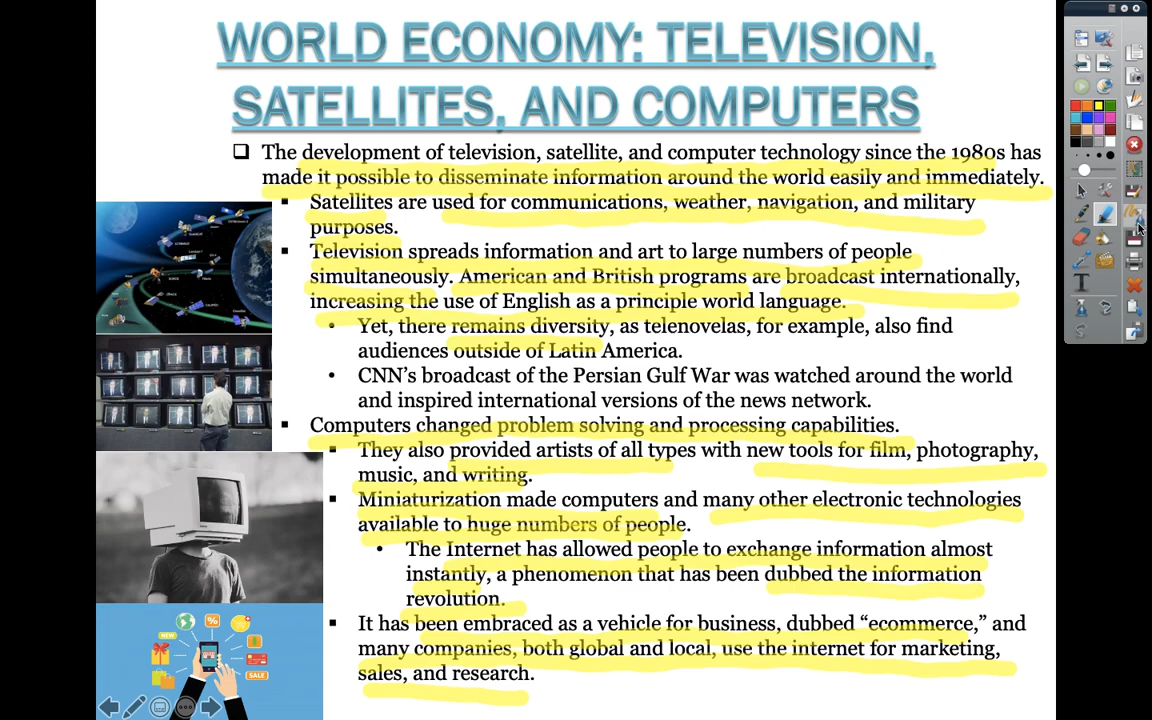 WORLD ECONOMY: TELEVISION,
SATELLITES, AND COMPUTERS
❑ The development of television, satellite, and computer technology since the 1980s has
made it possible to disseminate information around the world easily and immediately.
▪ Satellites are used for communications, weather, navigation, and military
purposes.
▪ Television spreads information and art to large numbers of people
simultaneously. American and British programs are broadcast internationally,
increasing the use of English as a principle world language.
• Yet, there remains diversity, as telenovelas, for example, also find
audiences outside of Latin America.
• CNN’s broadcast of the Persian Gulf War was watched around the world
and inspired international versions of the news network.
▪ Computers changed problem solving and processing capabilities.
▪ They also provided artists of all types with new tools for film, photography,
music, and writing.
▪ Miniaturization made computers and many other electronic technologies
available to huge numbers of people.
• The Internet has allowed people to exchange information almost
instantly, a phenomenon that has been dubbed the information
revolution.
▪ It has been embraced as a vehicle for business, dubbed “ecommerce,” and
many companies, both global and local, use the internet for marketing,
sales, and research.
NEW
%
SALE
T